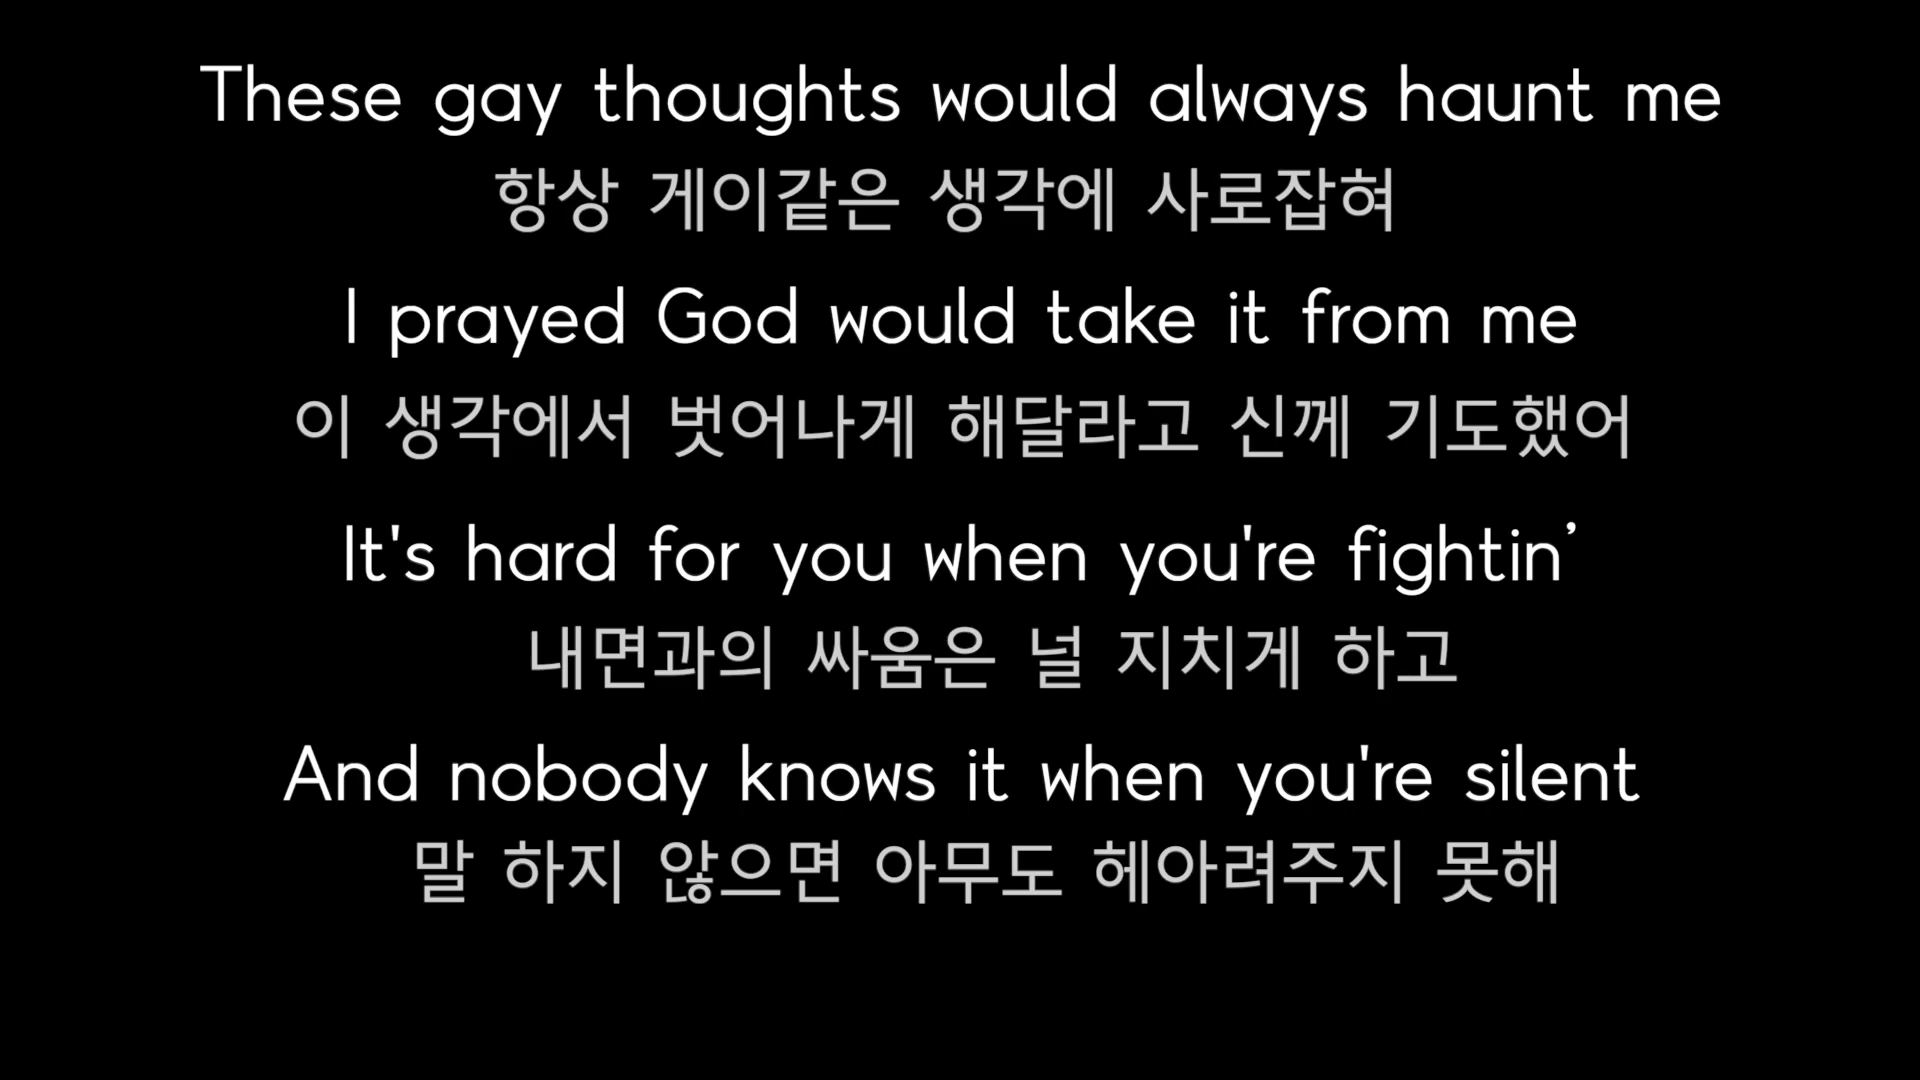 These gay thoughts would always haunt me
항상 게이같은 생각에 사로잡혀
I prayed God would take it from me
이 생각에서 벗어나게 해달라고 신께 기도했어
It's hard for you when you're fightin’
내면과의 싸움은 널 지치게 하고
And nobody knows it when you're silent
말 하지 않으면 아무도 헤아려주지 못해